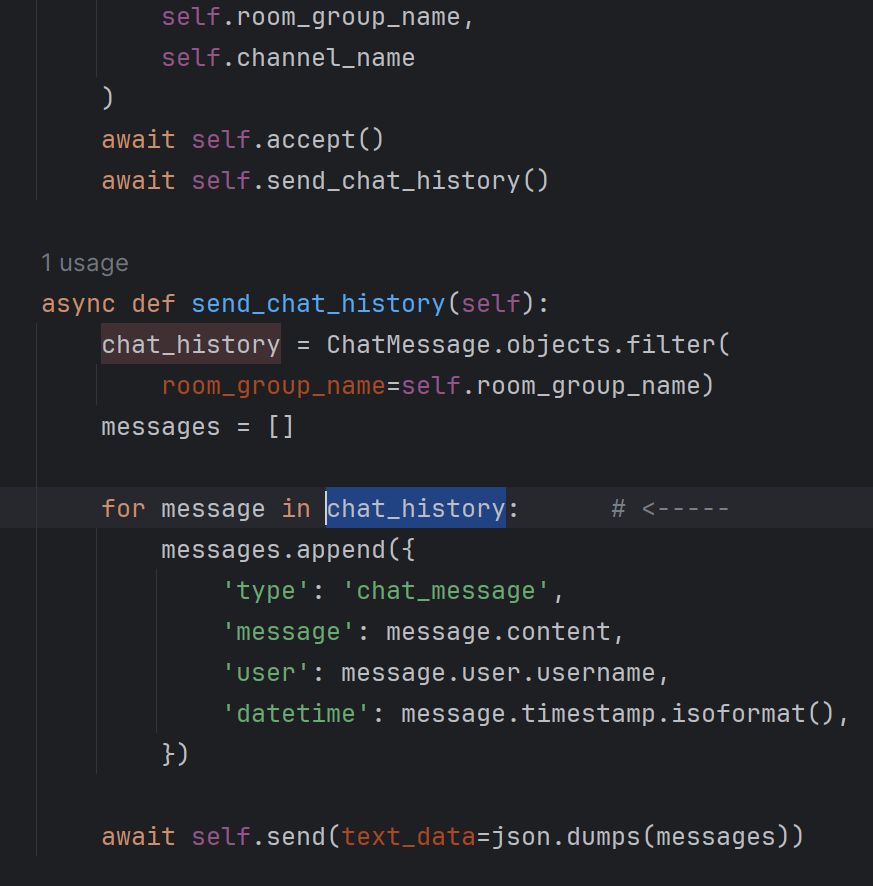 self.room_group_name,
self.channel_name
)
await self.accept()
await self.send_chat_history()
1 usage
async def send_chat_history(self):
chat_history = ChatMessage.objects.filter(
room_group_name=self.room_group_name)
messages = []
for message in chat_history:      # <-----
messages.append({
'type': 'chat_message',
'message': message.content,
'user': message.user.username,
'datetime': message.timestamp.isoformat(),
})
await self.send(text_data=json.dumps(messages))